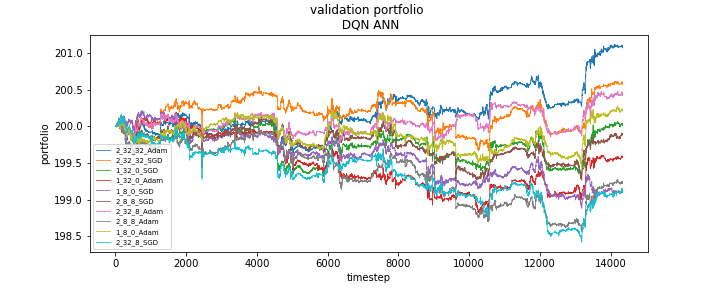 validation portfolio
DQN ANN
portfolio
201.0
200.5
200.0
199.5
199.0
198.5
2_32_32_Adam
2_32_32_SGD
1_32_0_SGD
1_32_0_Adam
1_8_0_SGD
2_8_8_SGD
2_32_8_Adam
2_8_8_Adam
1_8_0_Adam
2_32_8_SGD
0
2000
4000
6000
8000
10000
12000
14000
timestep